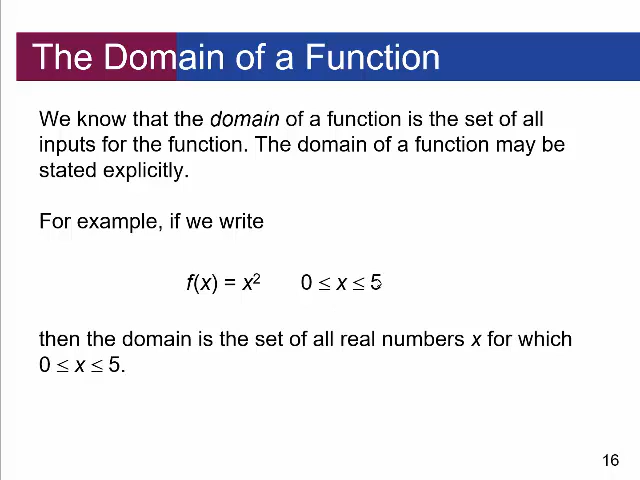 The Domain of a Function
We know that the domain of a function is the set of all
inputs for the function. The domain of a function may be
stated explicitly.
For example, if we write
f(x) = x² 0 ≤ x ≤ 5
then the domain is the set of all real numbers x for which
0 ≤ x ≤ 5.
16